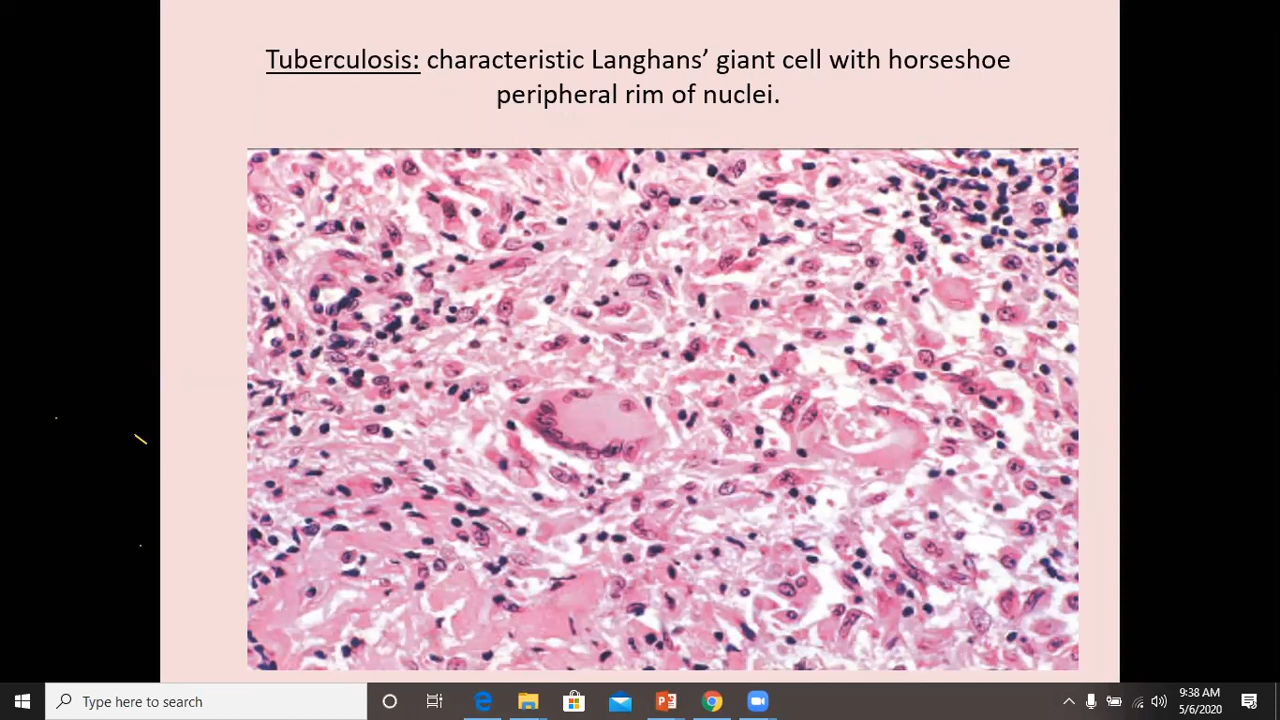 Tuberculosis: characteristic Langhans’ giant cell with horseshoe
peripheral rim of nuclei.
Type here to search
9:38 AM
5/6/2020